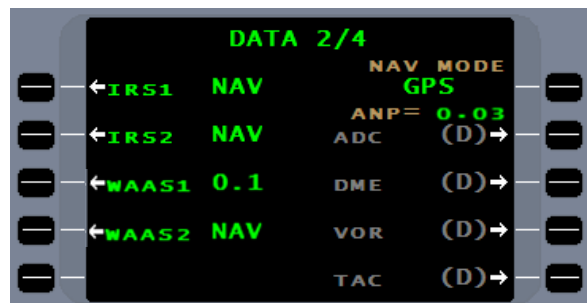 DATA 2/4
NAV MODE
←IRS1 NAV GPS
ANP= 0.03
←IRS2 NAV ADC (D)→
←WAAS1 0.1 DME (D)→
←WAAS2 NAV VOR (D)→
TAC (D)→